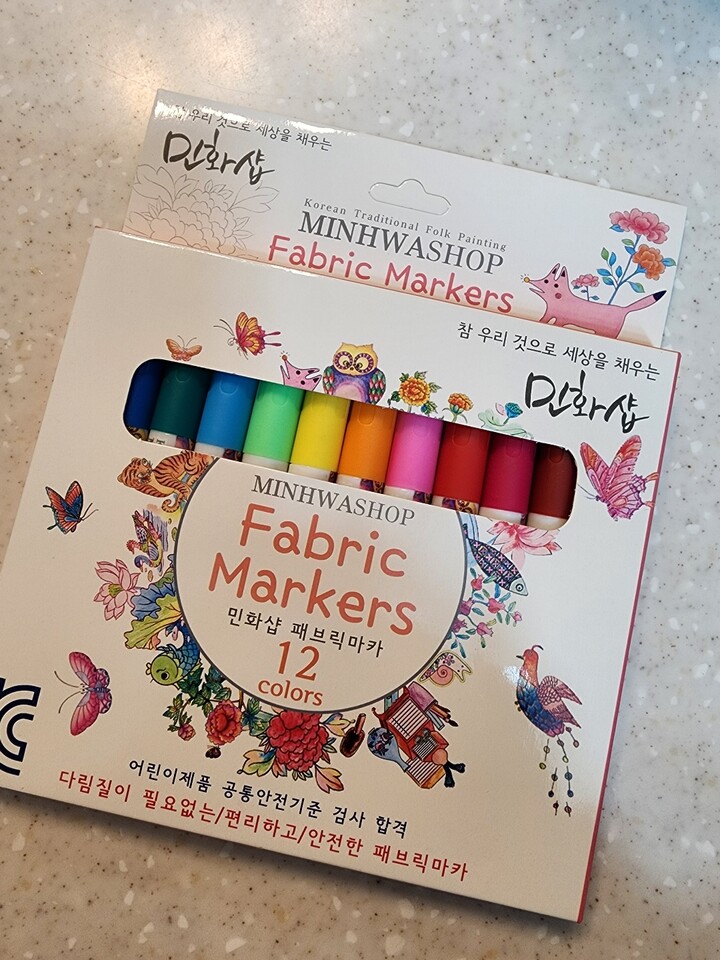 참 우리 것으로 세상을 채우는
민화샵
Korean Traditional Folk Painting
MINHWASHOP
Fabric Markers
참 우리 것으로 세상을 채우는
민화샵
MINHWASHOP
Fabric
Markers
민화샵 패브릭마카
12
colors
어린이제품 공통안전기준 검사 합격
다림질이 필요없는/편리하고/안전한 패브릭마카